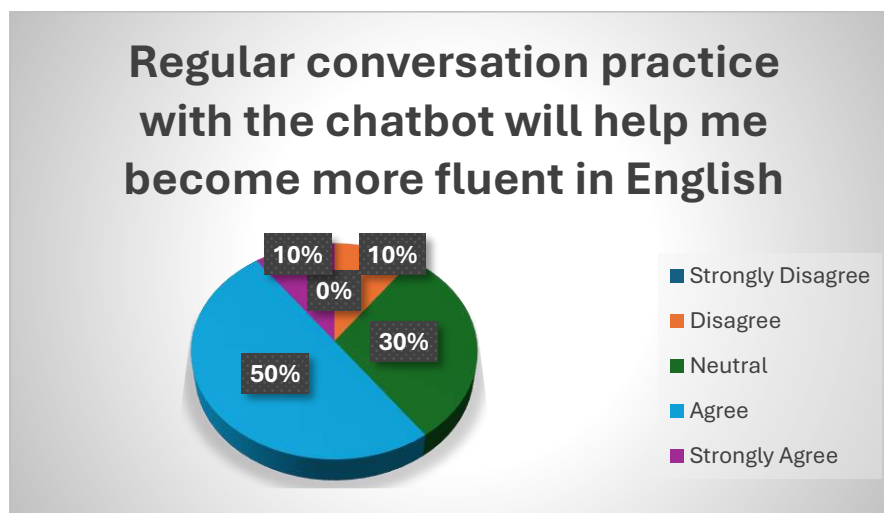 Regular conversation practice
with the chatbot will help me
become more fluent in English
10%
10%
0%
30%
50%
Strongly Disagree
Disagree
Neutral
Agree
Strongly Agree